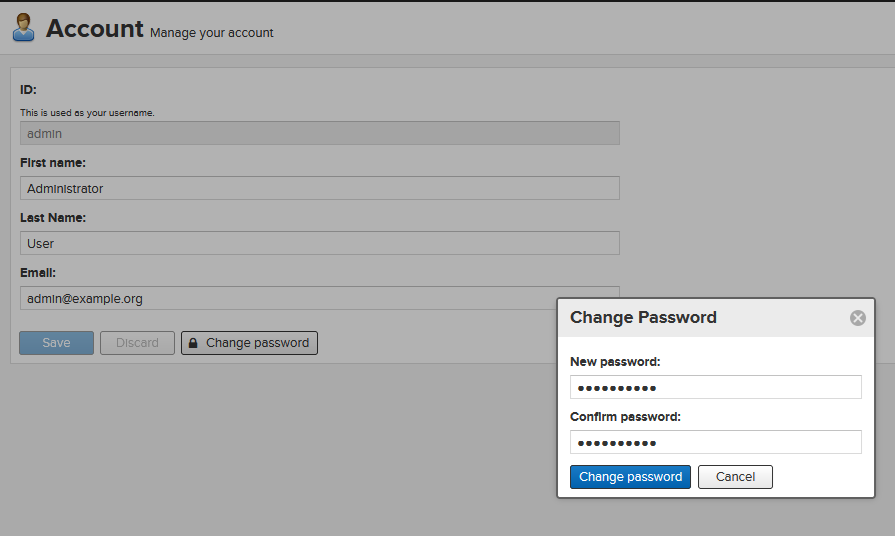 Account Manage your account
ID:
This is used as your username.
admin
First name:
Administrator
Last Name:
User
Email:
admin@example.org
Save Discard Change password
Change Password
New password:
••••••••••
Confirm password:
••••••••••
Change password Cancel